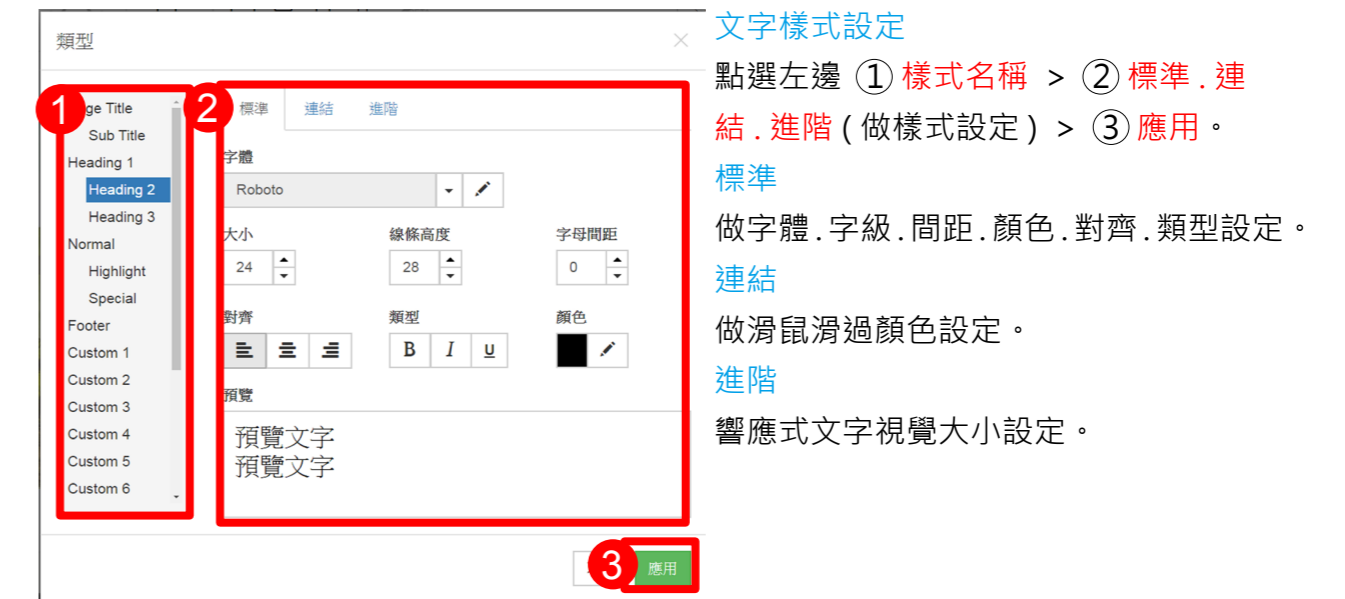 類型
1
ge Title
Sub Title
Heading 1
Heading 2
Heading 3
Normal
Highlight
Special
Footer
Custom 1
Custom 2
Custom 3
Custom 4
Custom 5
Custom 6
2
標準 連結 進階
字體
Roboto
大小 線條高度 字母間距
24 28 0
對齊 類型 顏色
B I U
預覽
預覽文字
預覽文字
3
應用
文字樣式設定
點選左邊 ① 樣式名稱 > ② 標準.連
結.進階(做樣式設定) > ③ 應用。
標準
做字體.字級.間距.顏色.對齊.類型設定。
連結
做滑鼠滑過顏色設定。
進階
響應式文字視覺大小設定。